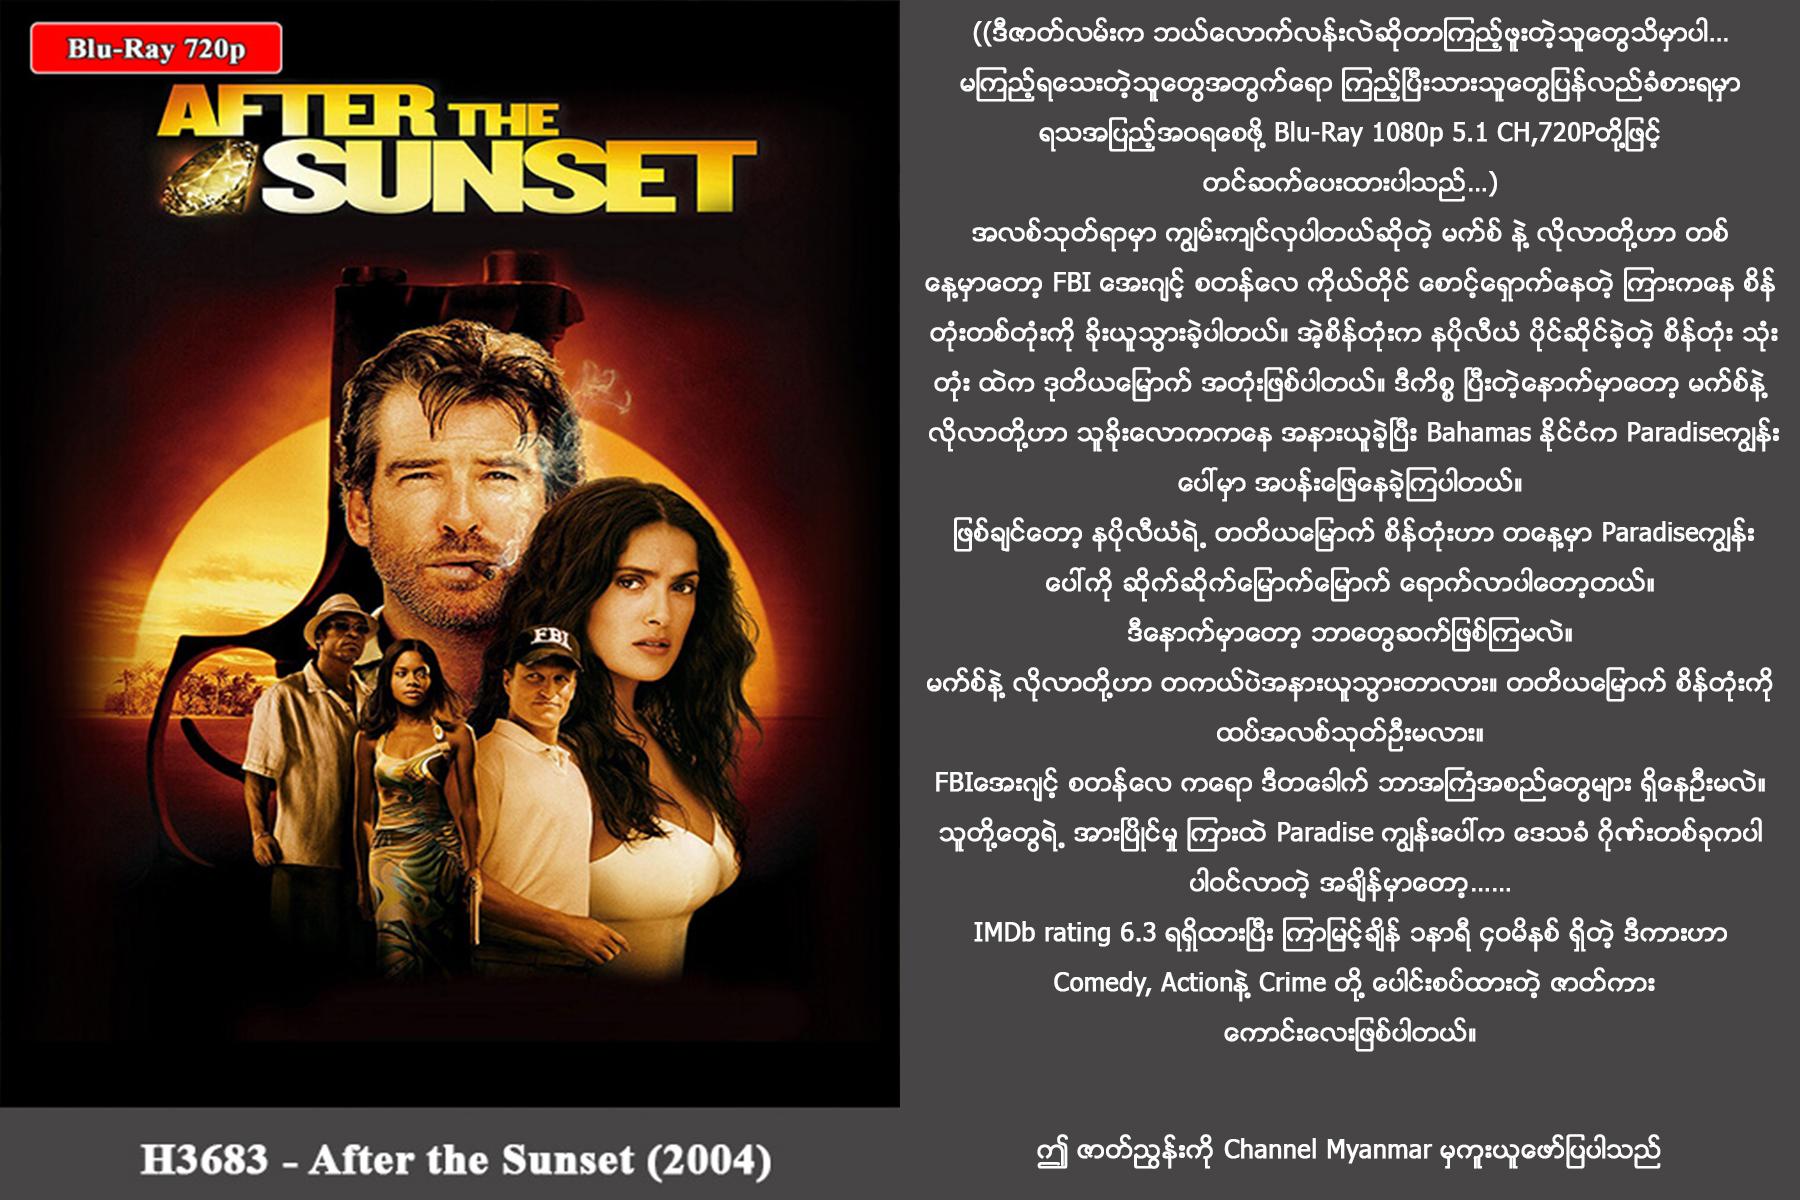 Blu-Ray 720p
AFTER THE
SUNSET
FBI
H3683 - After the Sunset (2004)
((ဒီဇာတ်လမ်းက ဘယ်လောက်လန်းလဲဆိုတာကြည့်ဖူးတဲ့သူတွေသိမှာပါ...
မကြည့်ရသေးတဲ့သူတွေအတွက်ရော ကြည့်ပြီးသားသူတွေပြန်လည်ခံစားရမှာ
ရသအပြည့်အဝရစေဖို့ Blu-Ray 1080p 5.1 CH,720Pတို့ဖြင့်
တင်ဆက်ပေးထားပါသည်...)
အလစ်သုတ်ရာမှာ ကျွမ်းကျင်လှပါတယ်ဆိုတဲ့ မက်စ် နဲ့ လိုလာတို့ဟာ တစ်
နေ့မှာတော့ FBI အေးဂျင့် စတန်လေ ကိုယ်တိုင် စောင့်ရှောက်နေတဲ့ ကြားကနေ စိန်
တုံးတစ်တုံးကို ခိုးယူသွားခဲ့ပါတယ်။ အဲ့စိန်တုံးက နပိုလီယံ ပိုင်ဆိုင်ခဲ့တဲ့ စိန်တုံး သုံး
တုံး ထဲက ဒုတိယမြောက် အတုံးဖြစ်ပါတယ်။ ဒီကိစ္စ ပြီးတဲ့နောက်မှာတော့ မက်စ်နဲ့
လိုလာတို့ဟာ သူခိုးလောကကနေ အနားယူခဲ့ပြီး Bahamas နိုင်ငံက Paradiseကျွန်း
ပေါ်မှာ အပန်းဖြေနေခဲ့ကြပါတယ်။
ဖြစ်ချင်တော့ နပိုလီယံရဲ့ တတိယမြောက် စိန်တုံးဟာ တနေ့မှာ Paradiseကျွန်း
ပေါ်ကို ဆိုက်ဆိုက်မြောက်မြောက် ရောက်လာပါတော့တယ်။
ဒီနောက်မှာတော့ ဘာတွေဆက်ဖြစ်ကြမလဲ။
မက်စ်နဲ့ လိုလာတို့ဟာ တကယ်ပဲအနားယူသွားတာလား။ တတိယမြောက် စိန်တုံးကို
ထပ်အလစ်သုတ်ဦးမလား။
FBIအေးဂျင့် စတန်လေ ကရော ဒီတခေါက် ဘာအကြံအစည်တွေများ ရှိနေဦးမလဲ။
သူတို့တွေရဲ့ အားပြိုင်မှု ကြားထဲ Paradise ကျွန်းပေါ်က ဒေသခံ ဂိုဏ်းတစ်ခုကပါ
ပါဝင်လာတဲ့ အချိန်မှာတော့......
IMDb rating 6.3 ရရှိထားပြီး ကြာမြင့်ချိန် ၁နာရီ ၄၀မိနစ် ရှိတဲ့ ဒီကားဟာ
Comedy, Actionနဲ့ Crime တို့ ပေါင်းစပ်ထားတဲ့ ဇာတ်ကား
ကောင်းလေးဖြစ်ပါတယ်။
ဤ ဇာတ်ညွှန်းကို Channel Myanmar မှကူးယူဖော်ပြပါသည်